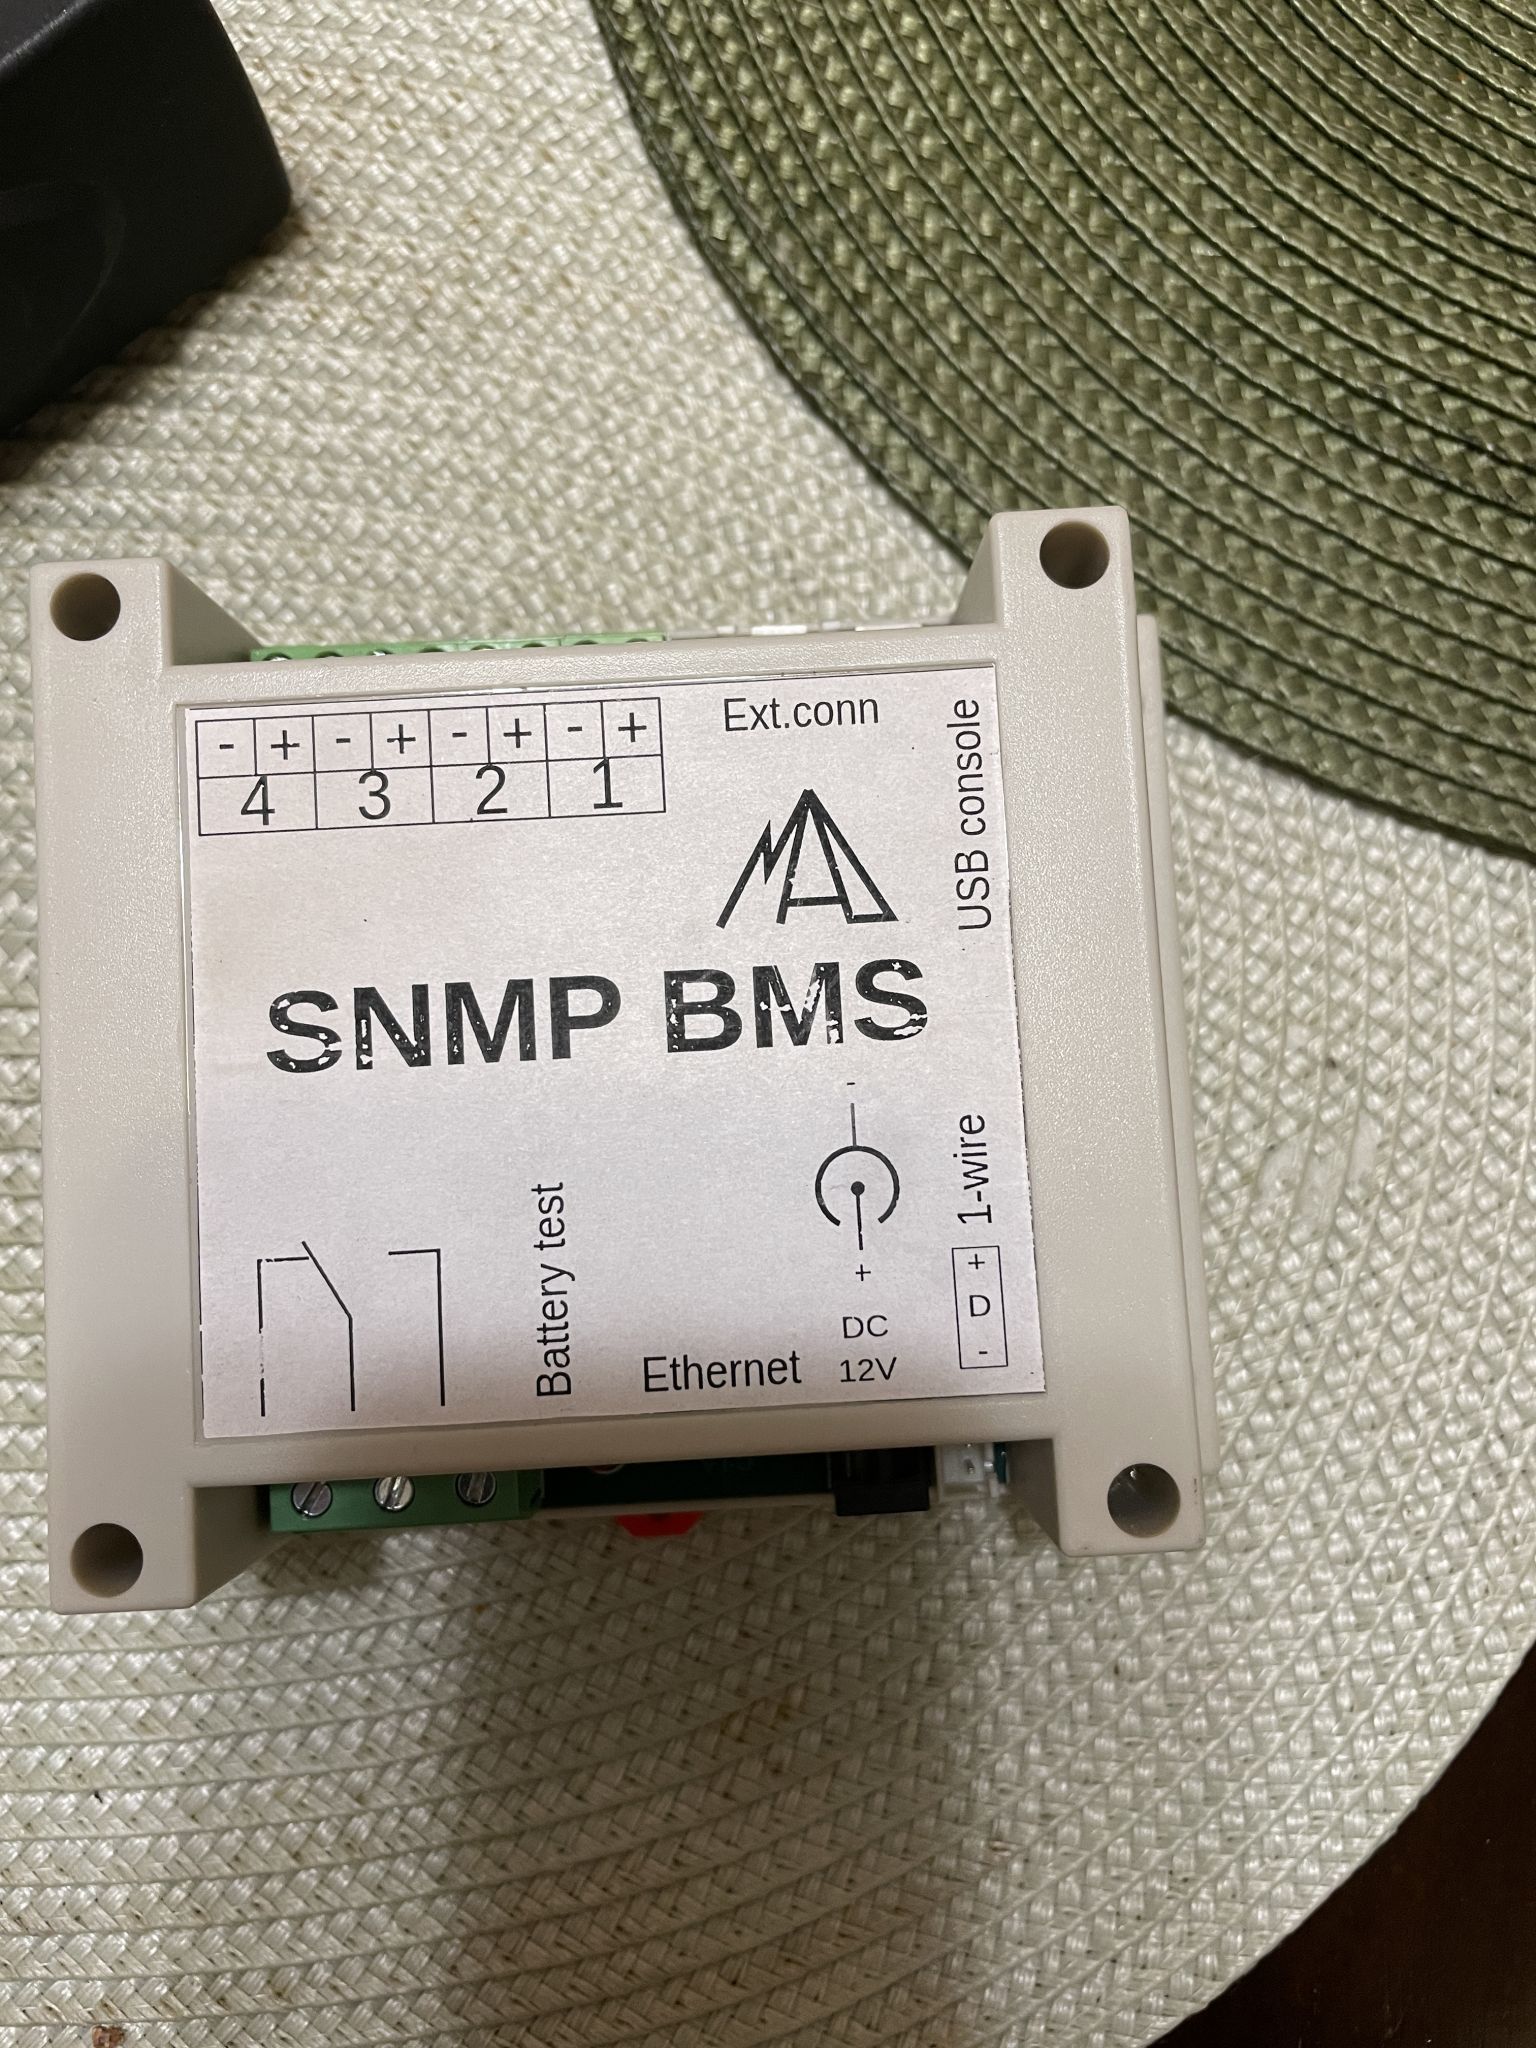 - + - + - + - +
4 3 2 1
Ext.conn
USB console
SNMP BMS
Battery test
Ethernet
-
+
DC
12V
1-wire
- D +